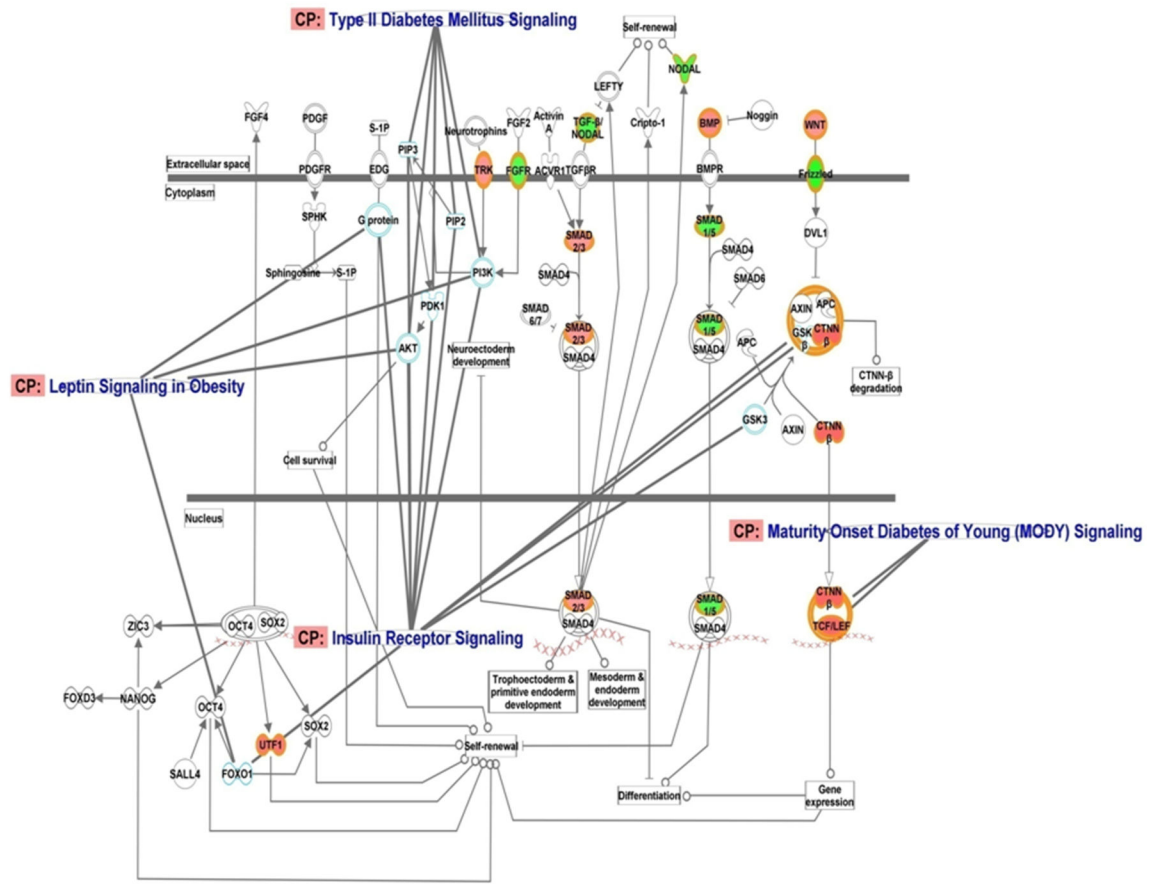 CP: Type II Diabetes Mellitus Signaling
Self-renewal
NODAL
LEFTY
FGF4
PDGF
S-1P
PIP3
Neurotrophins
FGF2
Activin
A
TGF-β/
NODAL
Cripto-1
BMP
Noggin
WNT
Extracellular space
PDGFR
EDG
TRK
FGFR
ACVR1
TGFβR
BMPR
Frizzled
Cytoplasm
SPHK
G protein
PIP2
SMAD
2/3
SMAD
1/5
SMAD4
DVL1
Sphingosine
S-1P
PI3K
SMAD4
SMAD6
PDK1
SMAD
6/7
SMAD
2/3
SMAD4
SMAD
1/5
SMAD4
AXIN
APC
GSK
β
CTNN
β
AKT
Neuroectoderm
development
APC
CTNN-β
degradation
CP: Leptin Signaling in Obesity
GSK3
AXIN
CTNN
β
Cell survival
Nucleus
CP: Maturity Onset Diabetes of Young (MODY) Signaling
SMAD
2/3
SMAD4
SMAD
1/5
SMAD4
CTNN
β
TCF/LEF
ZIC3
OCT4
SOX2
CP: Insulin Receptor Signaling
Trophoectoderm &
primitive endoderm
development
Mesoderm &
endoderm
development
FOXD3
NANOG
OCT4
SOX2
UTF1
Self-renewal
SALL4
FOXO1
Differentiation
Gene
expression